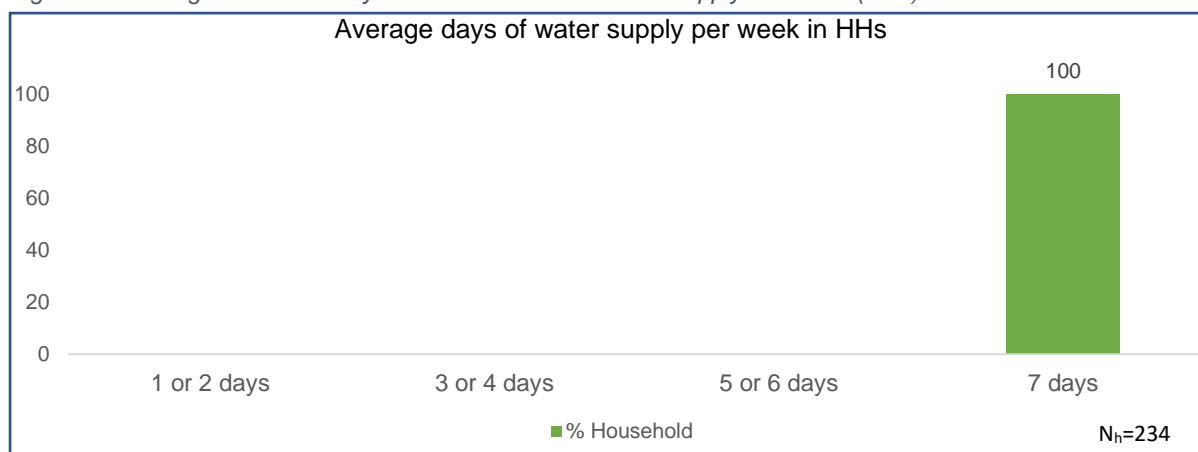 Average days of water supply per week in HHs
100
100
80
60
40
20
0
1 or 2 days 3 or 4 days 5 or 6 days 7 days
% Household
Nh=234